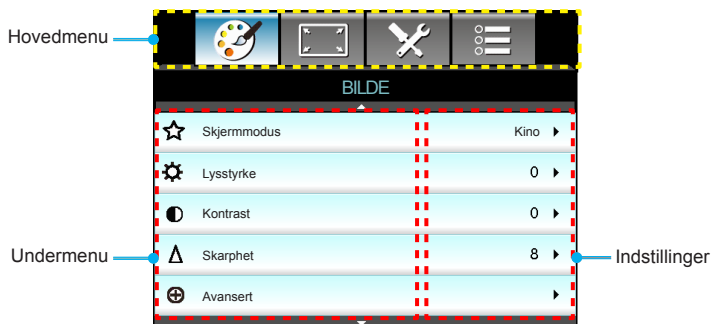 Hovedmenu
BILDE
Skjermmodus Kino
Lysstyrke 0
Kontrast 0
Undermenu
Skarphet 8
Indstillinger
Avansert